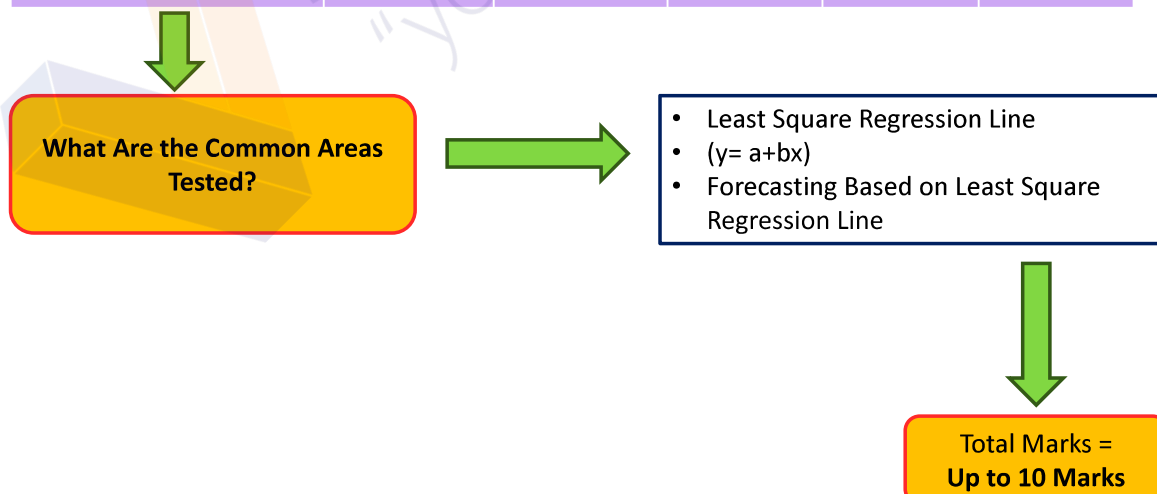 "yo
What Are the Common Areas
Tested?
• Least Square Regression Line
• (y= a+bx)
• Forecasting Based on Least Square
Regression Line
Total Marks =
Up to 10 Marks